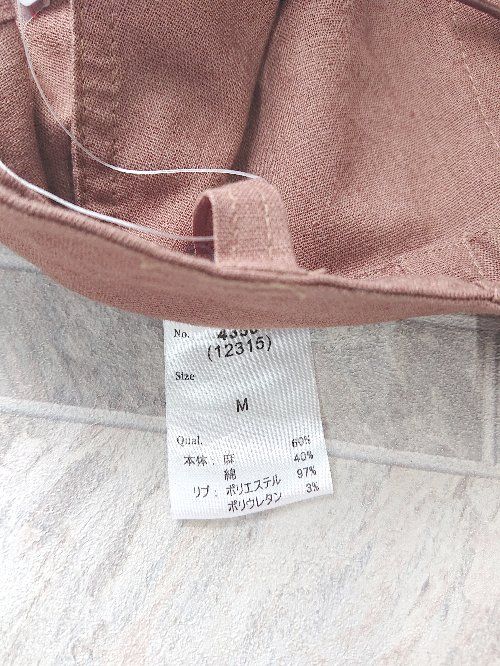 No.
(12315)
Size
M
Qual.
本体: 麻 60%
綿 40%
リブ: ポリエステル 97%
ポリウレタン 3%